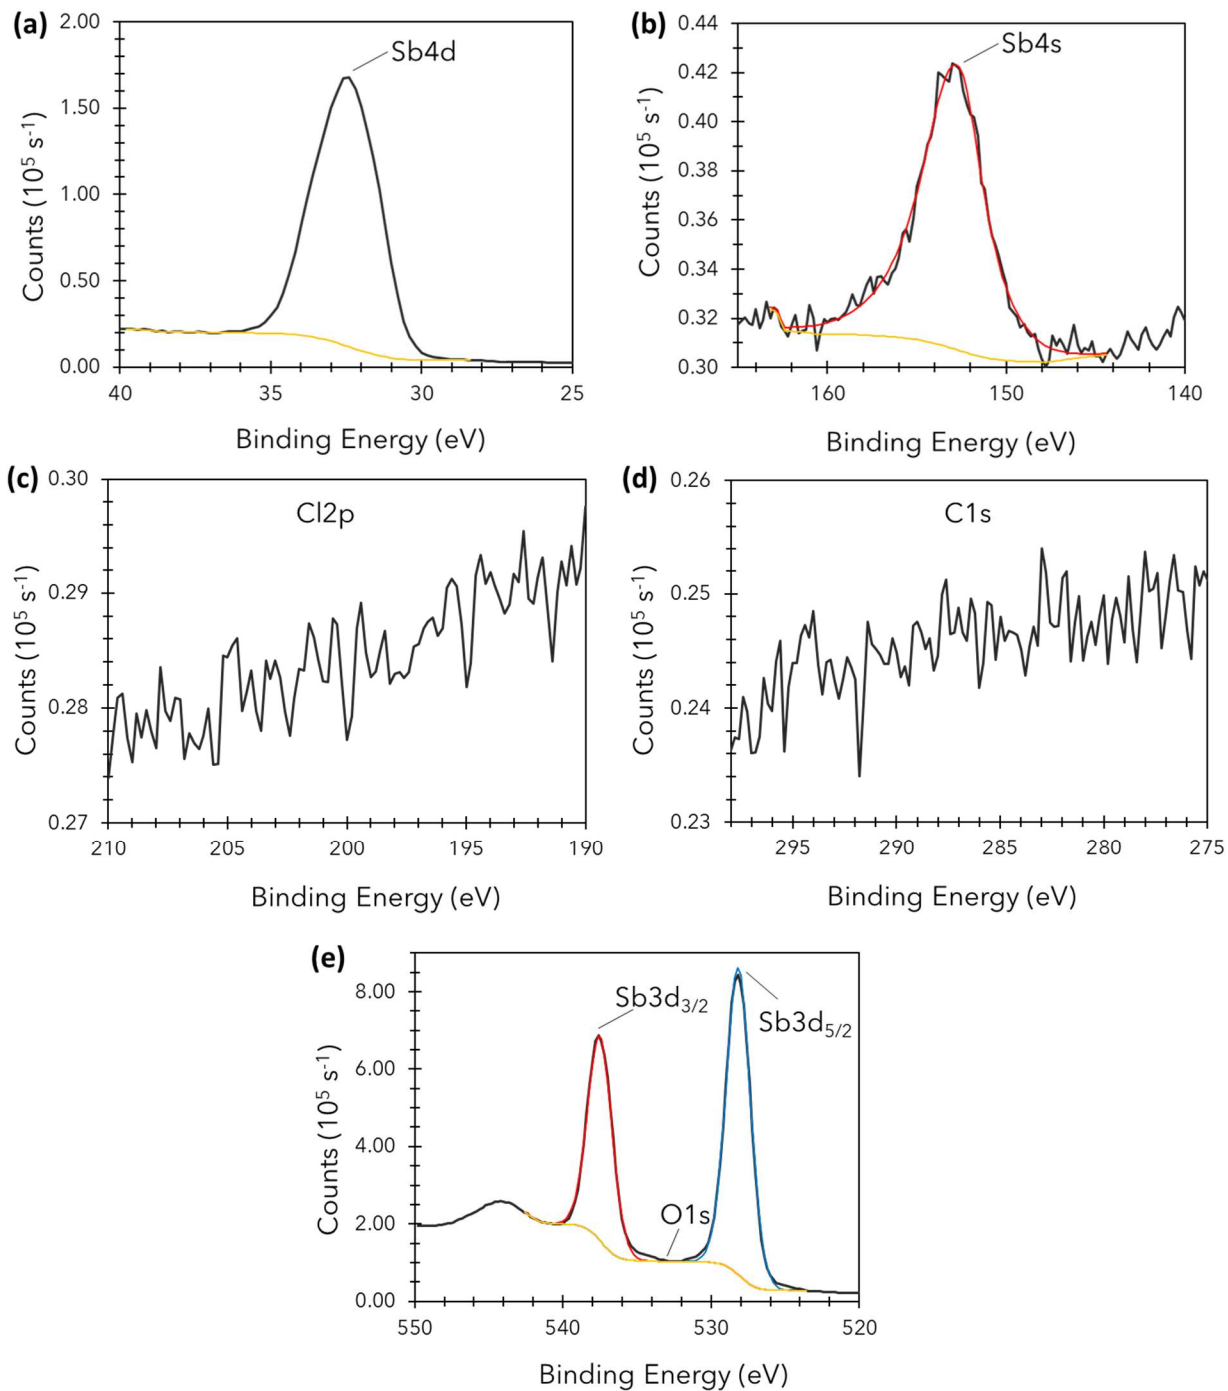 (a)
2.00
1.50
1.00
0.50
0.00
Counts (10⁵ s⁻¹)
Sb4d
40 35 30 25
Binding Energy (eV)
(b)
0.44
0.42
0.40
0.38
0.36
0.34
0.32
0.30
Counts (10⁵ s⁻¹)
Sb4s
160 150 140
Binding Energy (eV)
(c)
0.30
0.29
0.28
0.27
Counts (10⁵ s⁻¹)
Cl2p
210 205 200 195 190
Binding Energy (eV)
(d)
0.26
0.25
0.24
0.23
Counts (10⁵ s⁻¹)
C1s
295 290 285 280 275
Binding Energy (eV)
(e)
8.00
6.00
4.00
2.00
0.00
Counts (10⁵ s⁻¹)
Sb3d₃/₂
Sb3d₅/₂
O1s
550 540 530 520
Binding Energy (eV)